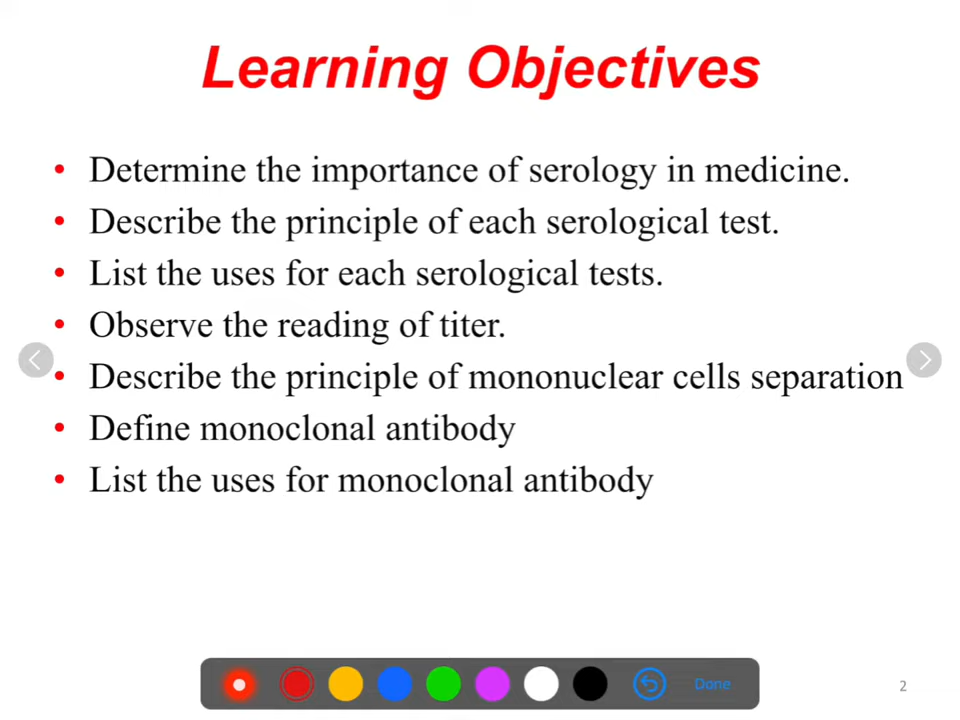 Learning Objectives
• Determine the importance of serology in medicine.
• Describe the principle of each serological test.
• List the uses for each serological tests.
• Observe the reading of titer.
• Describe the principle of mononuclear cells separation
• Define monoclonal antibody
• List the uses for monoclonal antibody
Done
2